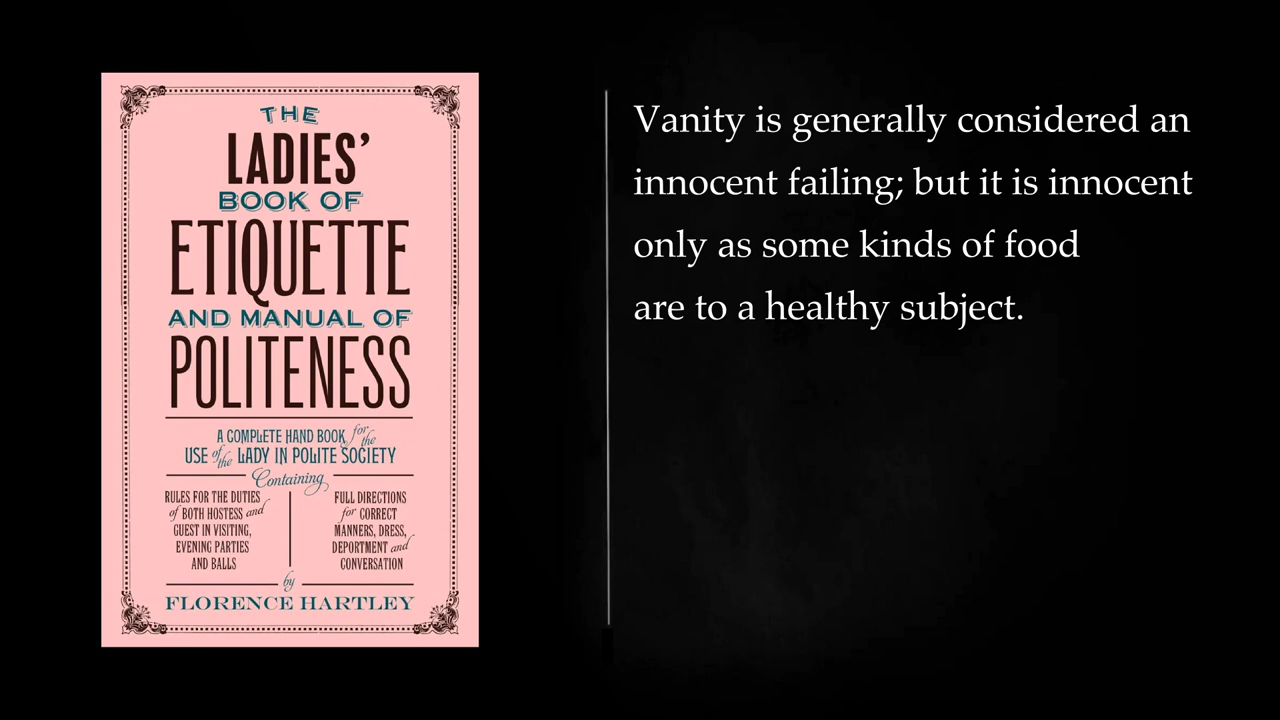 THE
LADIES'
BOOK OF
ETIQUETTE
AND MANUAL OF
POLITENESS
A COMPLETE HAND BOOK for the
USE of the LADY IN POLITE SOCIETY
Containing
RULES FOR THE DUTIES
of BOTH HOSTESS and
GUEST IN VISITING,
EVENING PARTIES
AND BALLS
FULL DIRECTIONS
for CORRECT
MANNERS, DRESS,
DEPORTMENT and
CONVERSATION
by
FLORENCE HARTLEY
Vanity is generally considered an
innocent failing; but it is innocent
only as some kinds of food
are to a healthy subject.